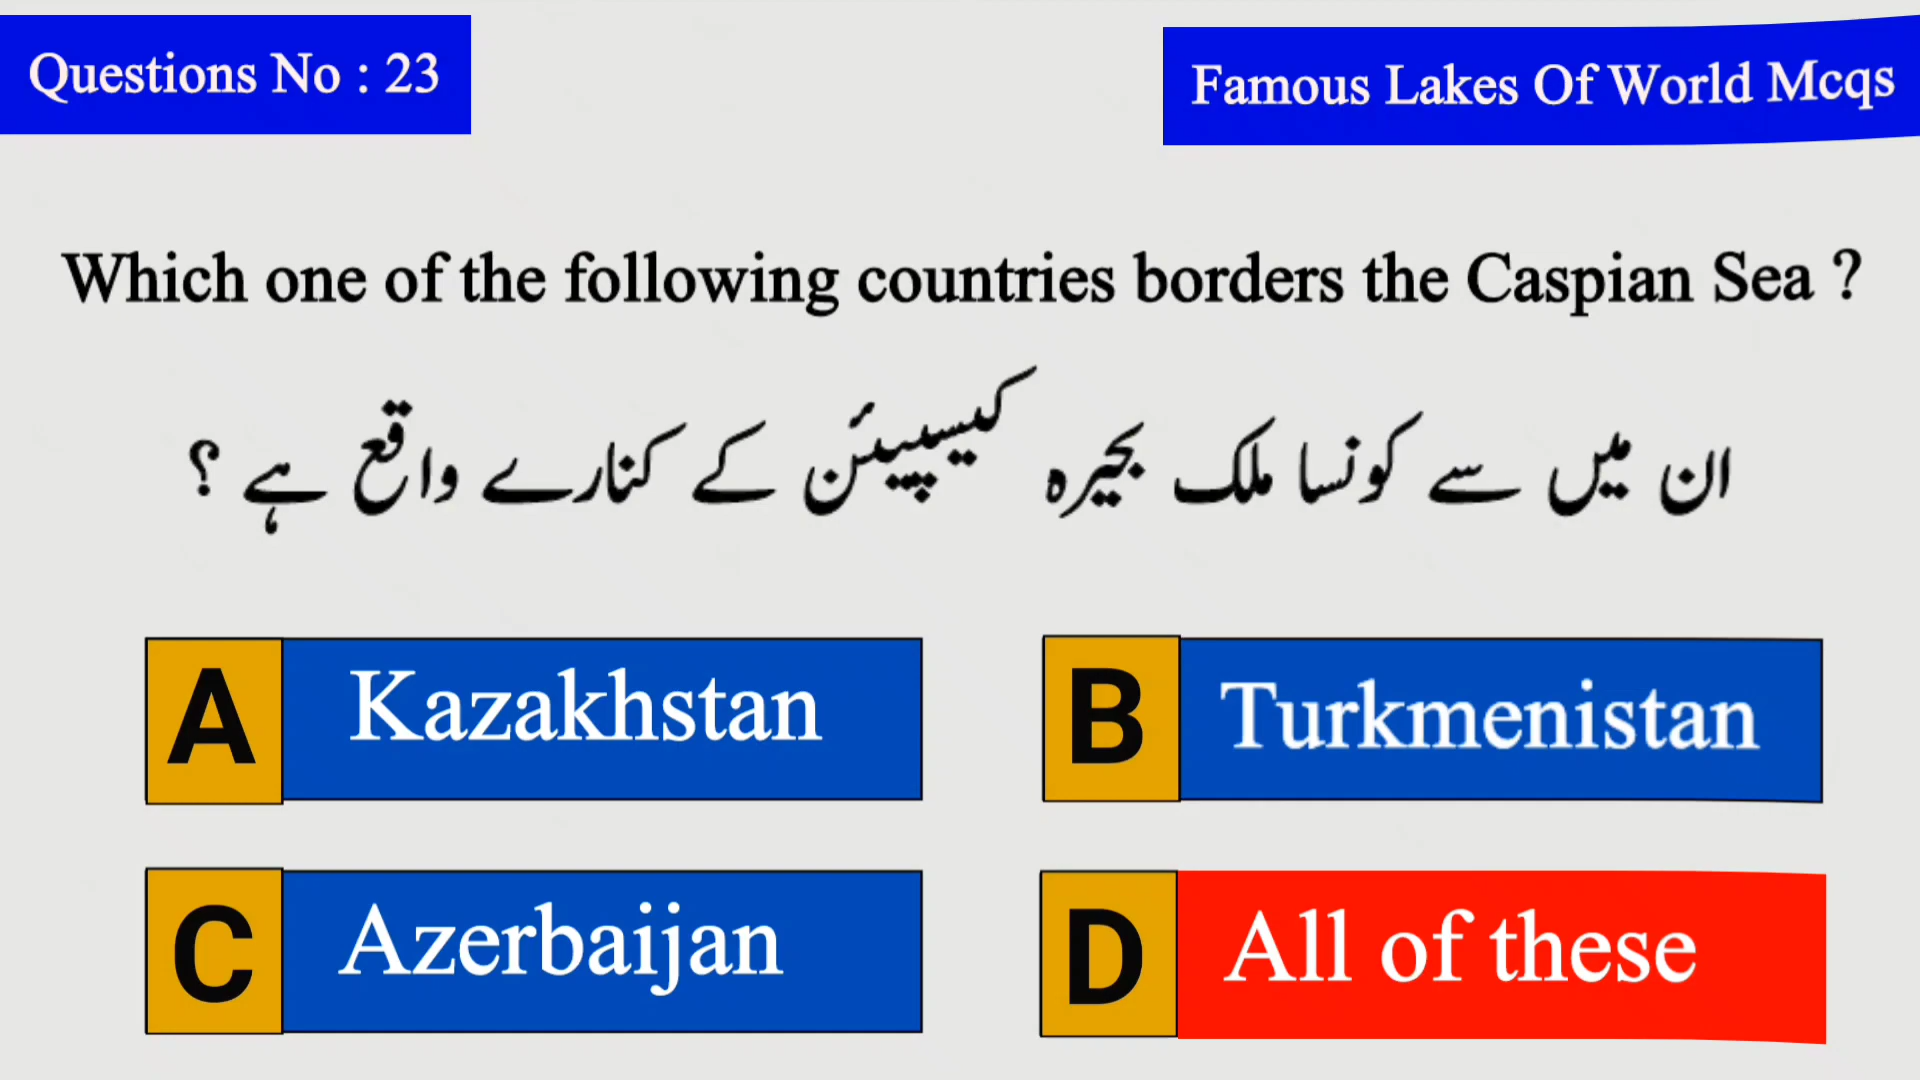 Questions No : 23
Famous Lakes Of World Mcqs
Which one of the following countries borders the Caspian Sea ?
ان میں سے کونسا ملک بحیرہ کیسپیئن کے کنارے واقع ہے ؟
A Kazakhstan
B Turkmenistan
C Azerbaijan
D All of these